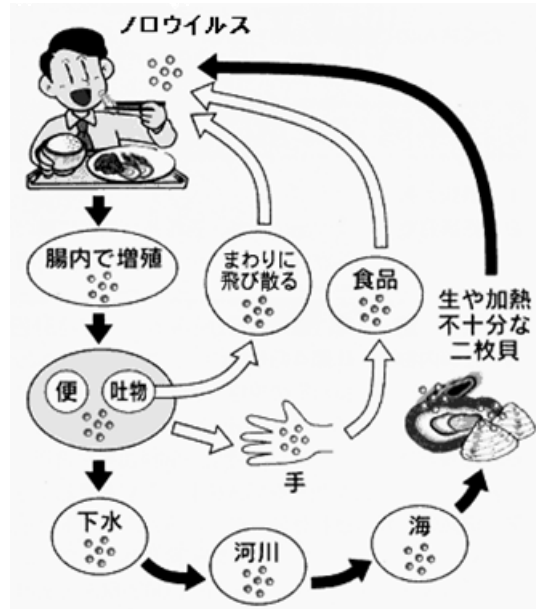 ノロウイルス
腸内で増殖
まわりに
飛び散る
食品
生や加熱
不十分な
二枚貝
便
吐物
手
下水
河川
海